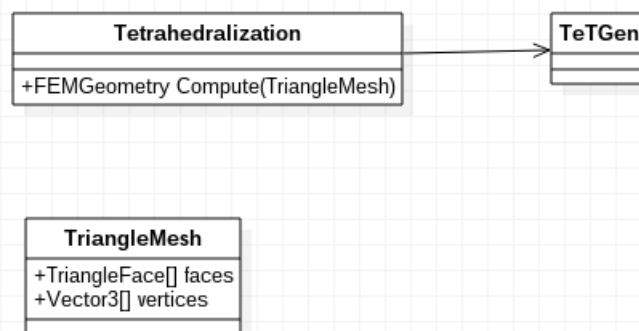 Tetrahedralization
TeTGen
+FEMGeometry Compute(TriangleMesh)
TriangleMesh
+TriangleFace[] faces
+Vector3[] vertices